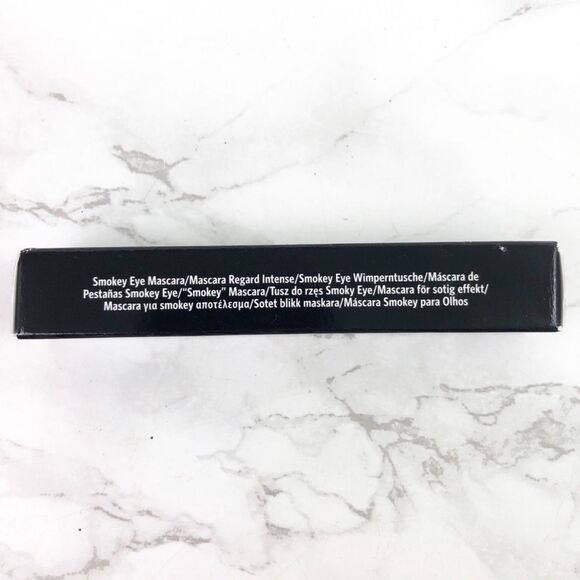 Smokey Eye Mascara/Mascara Regard Intense/Smokey Eye Wimperntusche/Máscara de
Pestañas Smokey Eye/“Smokey” Mascara/Tusz do rzęs Smoky Eye/Mascara för sotig effekt/
Mascara για smokey αποτέλεσμα/Sotet blikk maskara/Máscara Smokey para Olhos